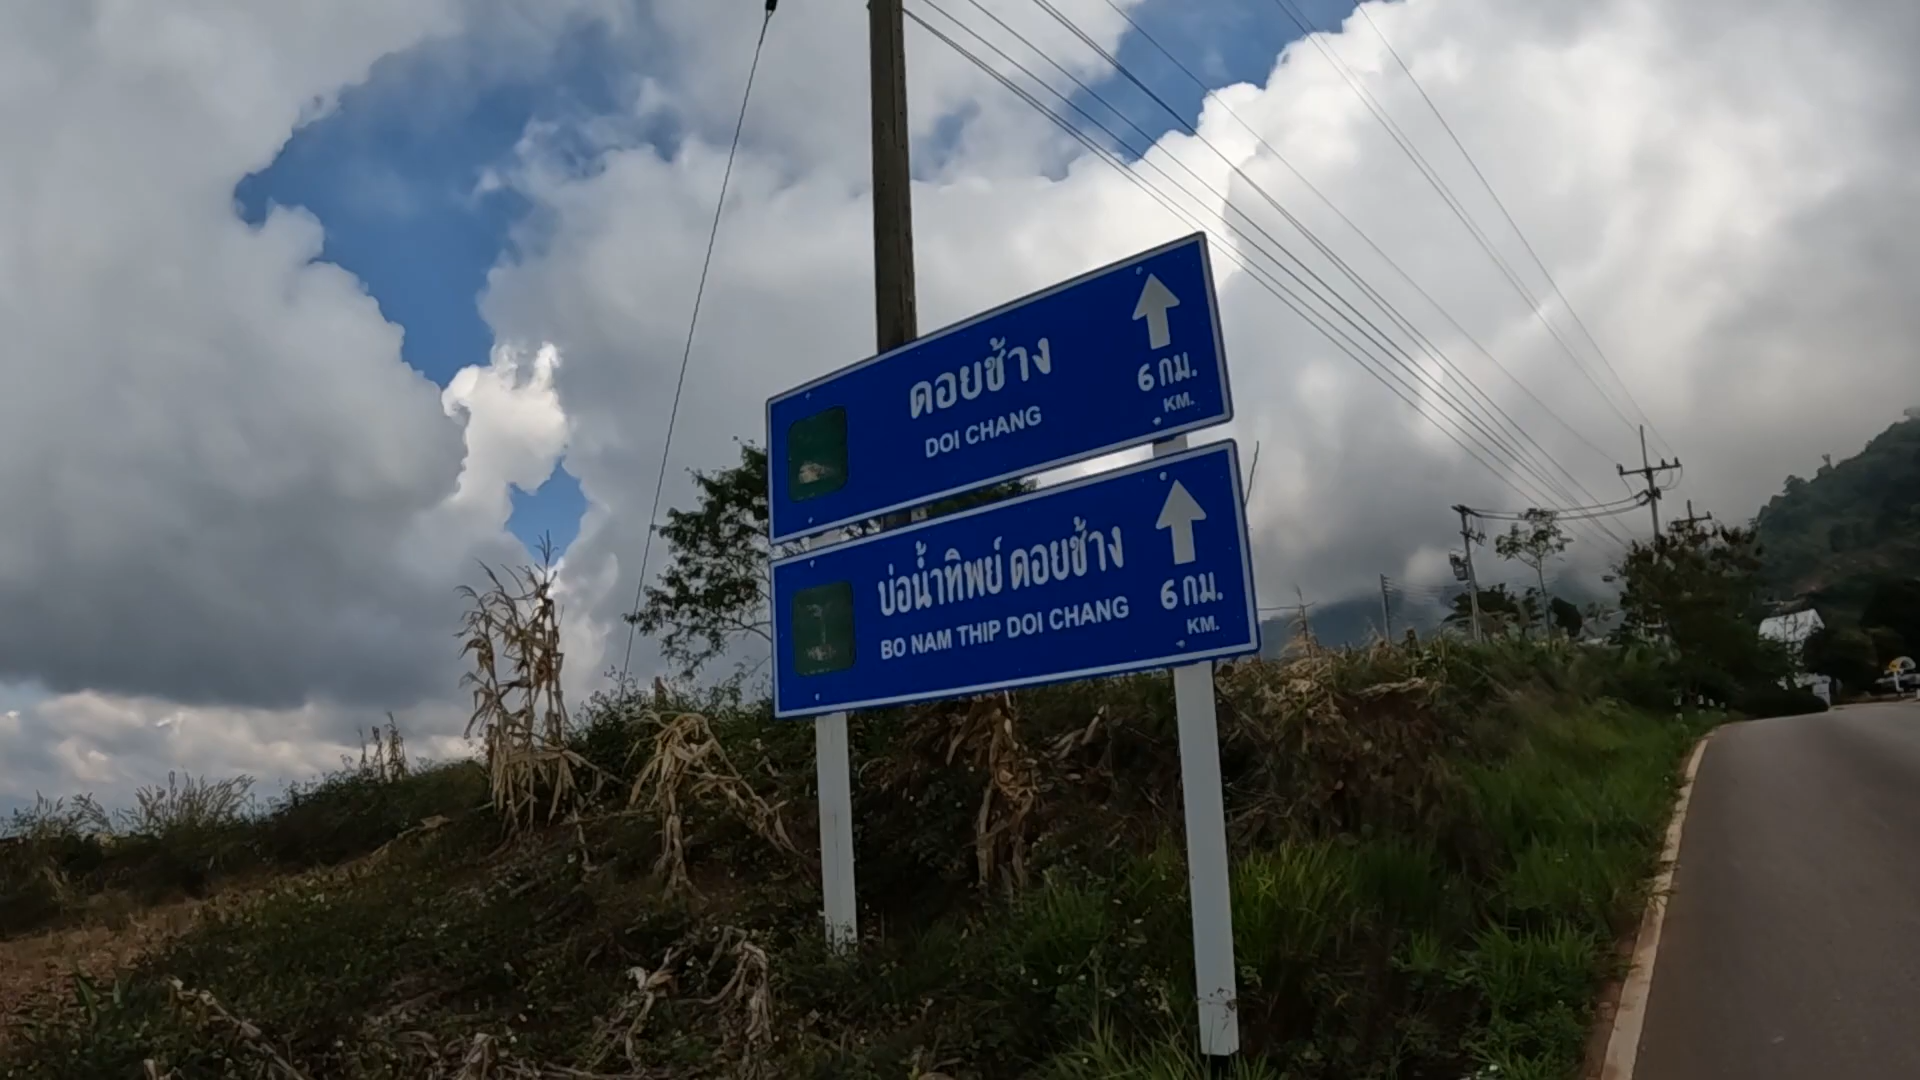 ดอยช้าง
DOI CHANG
6 กม.
KM.
บ่อน้ำทิพย์ ดอยช้าง
BO NAM THIP DOI CHANG
6 กม.
KM.